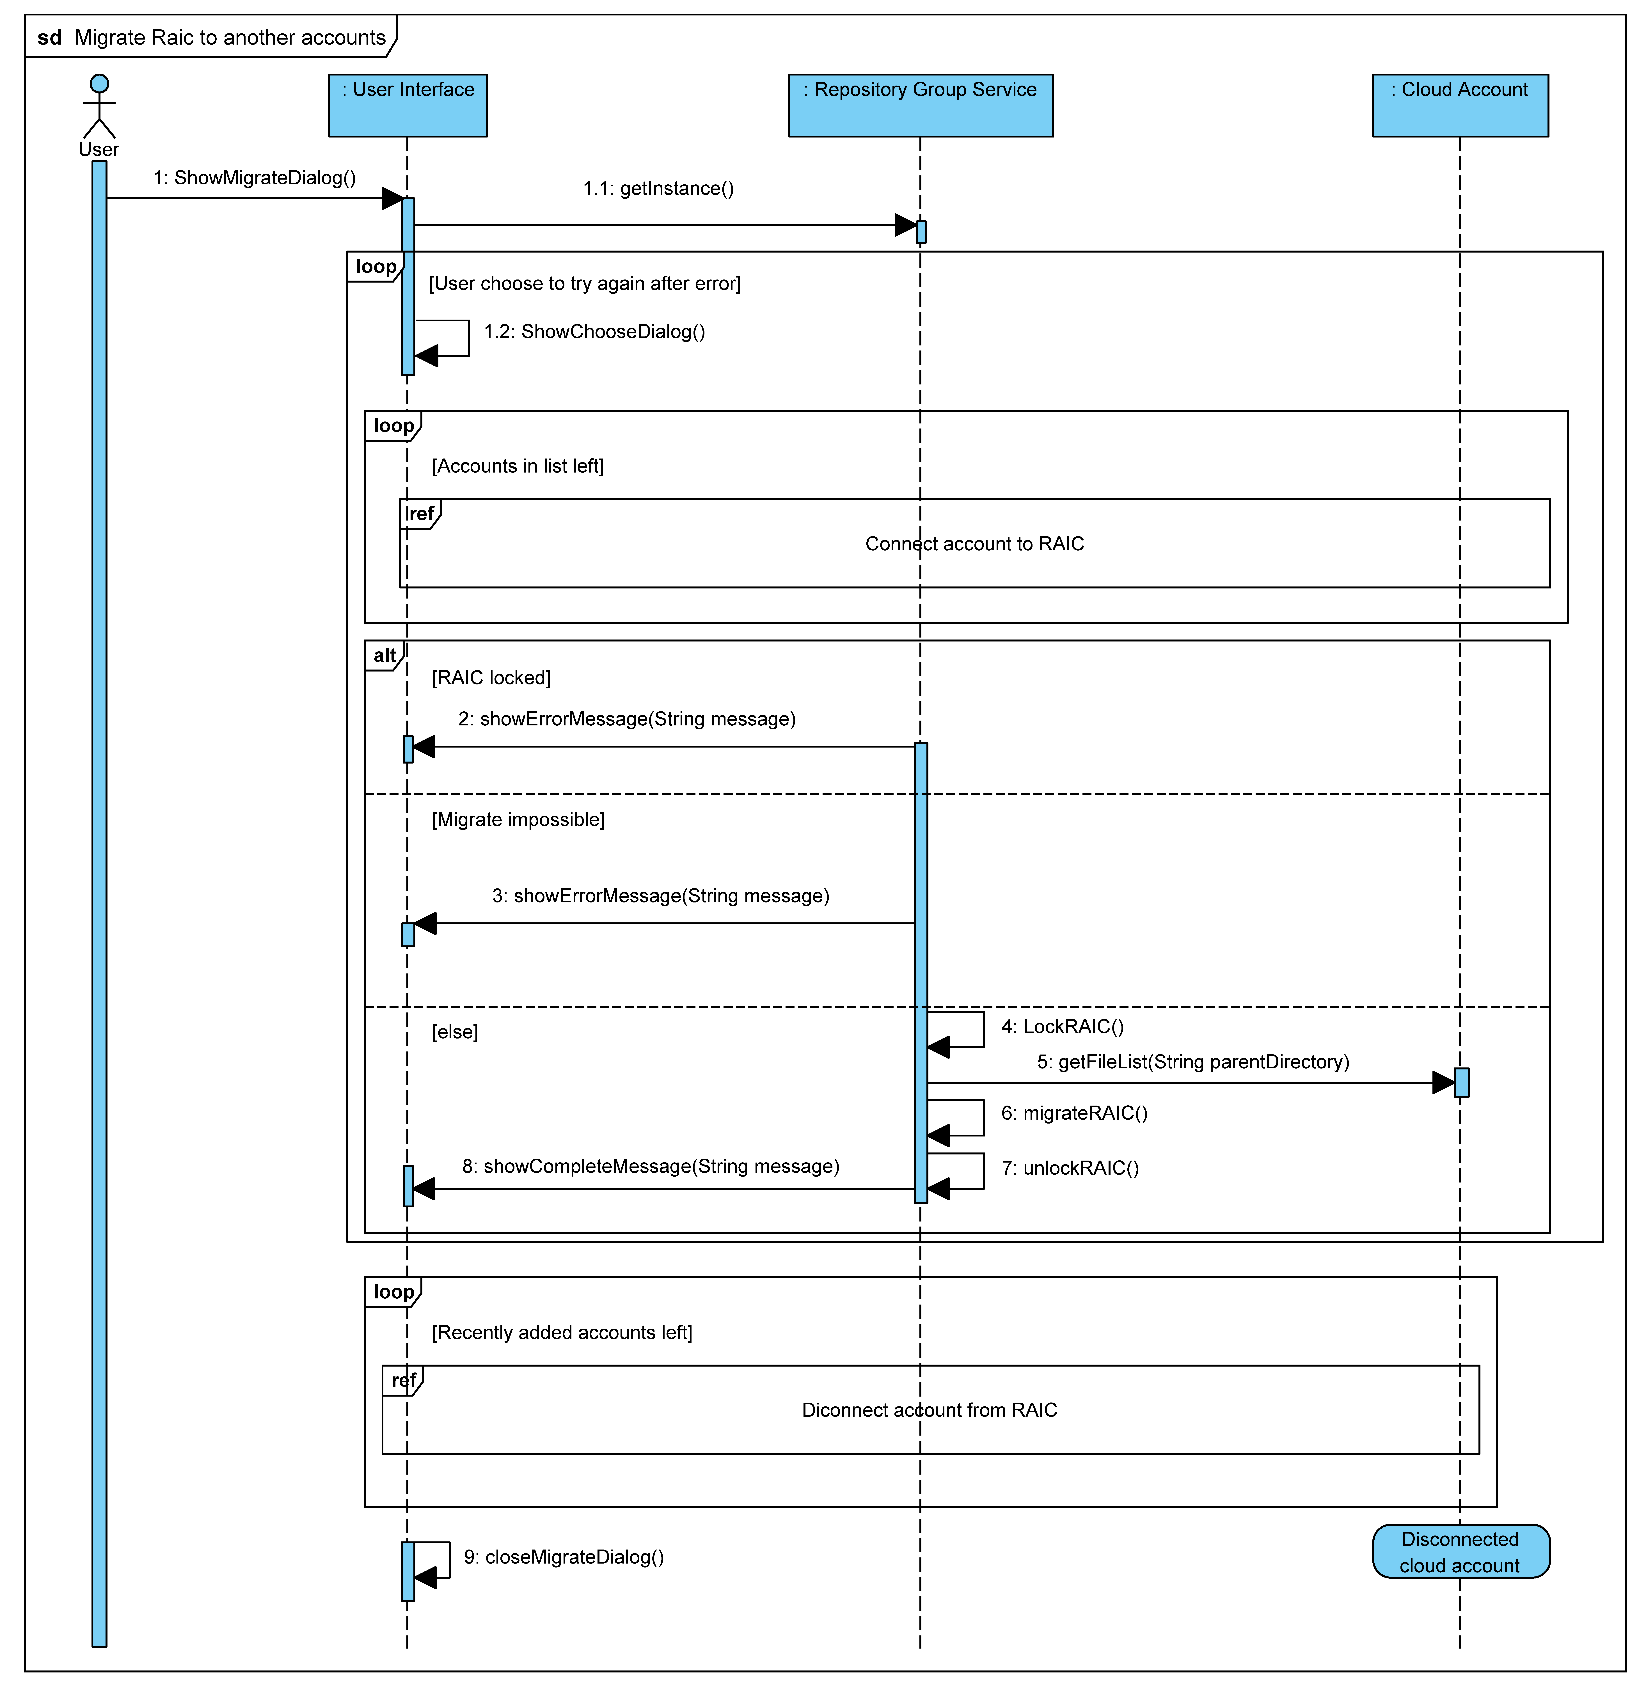 sd Migrate Raic to another accounts
: User Interface
: Repository Group Service
: Cloud Account
User
1: ShowMigrateDialog()
1.1: getInstance()
loop
[User choose to try again after error]
1.2: ShowChooseDialog()
loop
[Accounts in list left]
ref
Connect account to RAIC
alt
[RAIC locked]
2: showErrorMessage(String message)
[Migrate impossible]
3: showErrorMessage(String message)
[else]
4: LockRAIC()
5: getFileList(String parentDirectory)
6: migrateRAIC()
8: showCompleteMessage(String message)
7: unlockRAIC()
loop
[Recently added accounts left]
ref
Diconnect account from RAIC
Disconnected
cloud account
9: closeMigrateDialog()